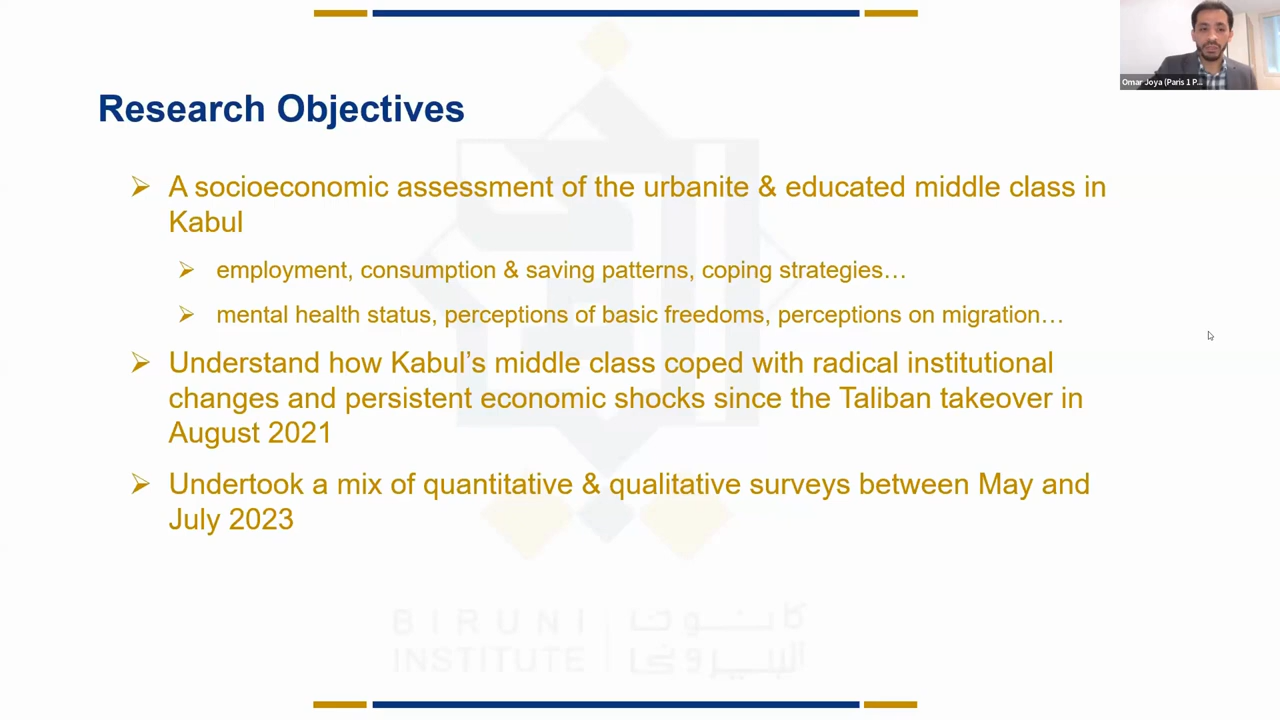 Omar Joya (Paris 1 P...
Research Objectives
A socioeconomic assessment of the urbanite & educated middle class in
Kabul
employment, consumption & saving patterns, coping strategies…
mental health status, perceptions of basic freedoms, perceptions on migration…
Understand how Kabul’s middle class coped with radical institutional
changes and persistent economic shocks since the Taliban takeover in
August 2021
Undertook a mix of quantitative & qualitative surveys between May and
July 2023
BIRUNI
INSTITUTE
کانون
البیرونی